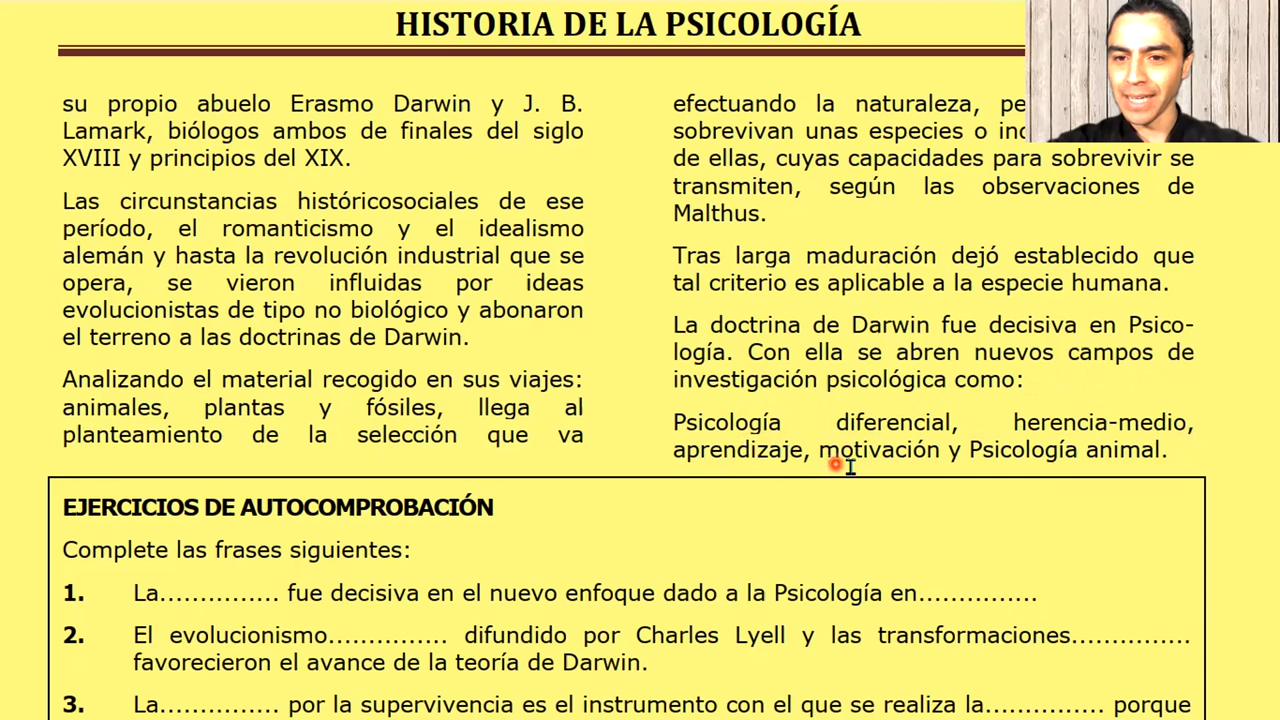 HISTORIA DE LA PSICOLOGÍA
su propio abuelo Erasmo Darwin y J. B.
Lamark, biólogos ambos de finales del siglo
XVIII y principios del XIX.
Las circunstancias históricosociales de ese
período, el romanticismo y el idealismo
alemán y hasta la revolución industrial que se
opera, se vieron influidas por ideas
evolucionistas de tipo no biológico y abonaron
el terreno a las doctrinas de Darwin.
Analizando el material recogido en sus viajes:
animales, plantas y fósiles, llega al
planteamiento de la selección que va
efectuando la naturaleza,
sobrevivan unas especies o
de ellas, cuyas capacidades para sobrevivir se
transmiten, según las observaciones de
Malthus.
Tras larga maduración dejó establecido que
tal criterio es aplicable a la especie humana.
La doctrina de Darwin fue decisiva en Psico-
logía. Con ella se abren nuevos campos de
investigación psicológica como:
Psicología diferencial, herencia-medio,
aprendizaje, motivación y Psicología animal.
EJERCICIOS DE AUTOCOMPROBACIÓN
Complete las frases siguientes:
1. La............... fue decisiva en el nuevo enfoque dado a la Psicología en...............
2. El evolucionismo............... difundido por Charles Lyell y las transformaciones...............
favorecieron el avance de la teoría de Darwin.
3. La............... por la supervivencia es el instrumento con el que se realiza la............... porque